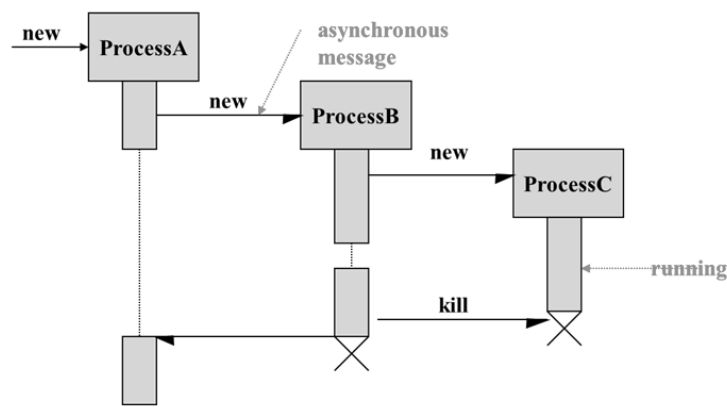 new
ProcessA
asynchronous
message
new
ProcessB
new
ProcessC
running
kill